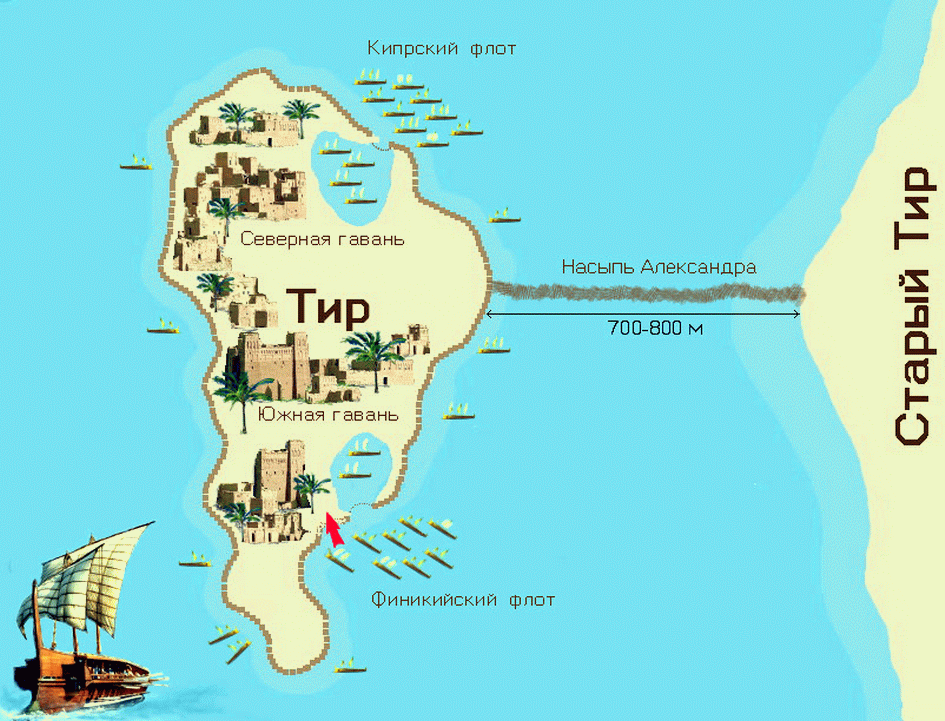 Кипрский флот
Северная гавань
Насыпь Александра
Тир
700-800 м
Старый Тир
Южная гавань
Финикийский флот